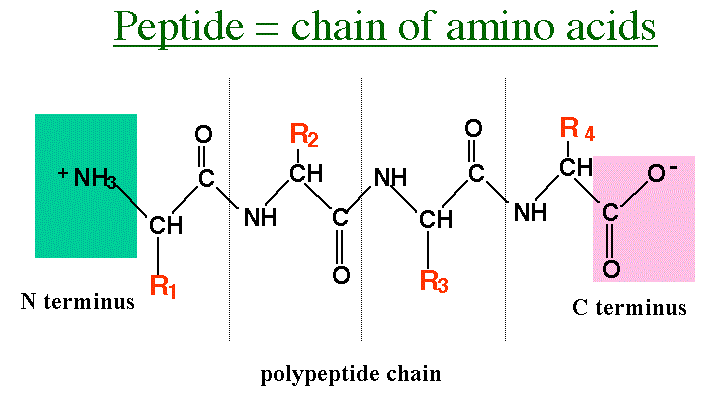 Peptide = chain of amino acids
O
R2
O
R4
+NH3
C
CH
NH
C
CH
O-
CH
NH
C
CH
NH
C
R1
O
R3
O
N terminus
C terminus
polypeptide chain